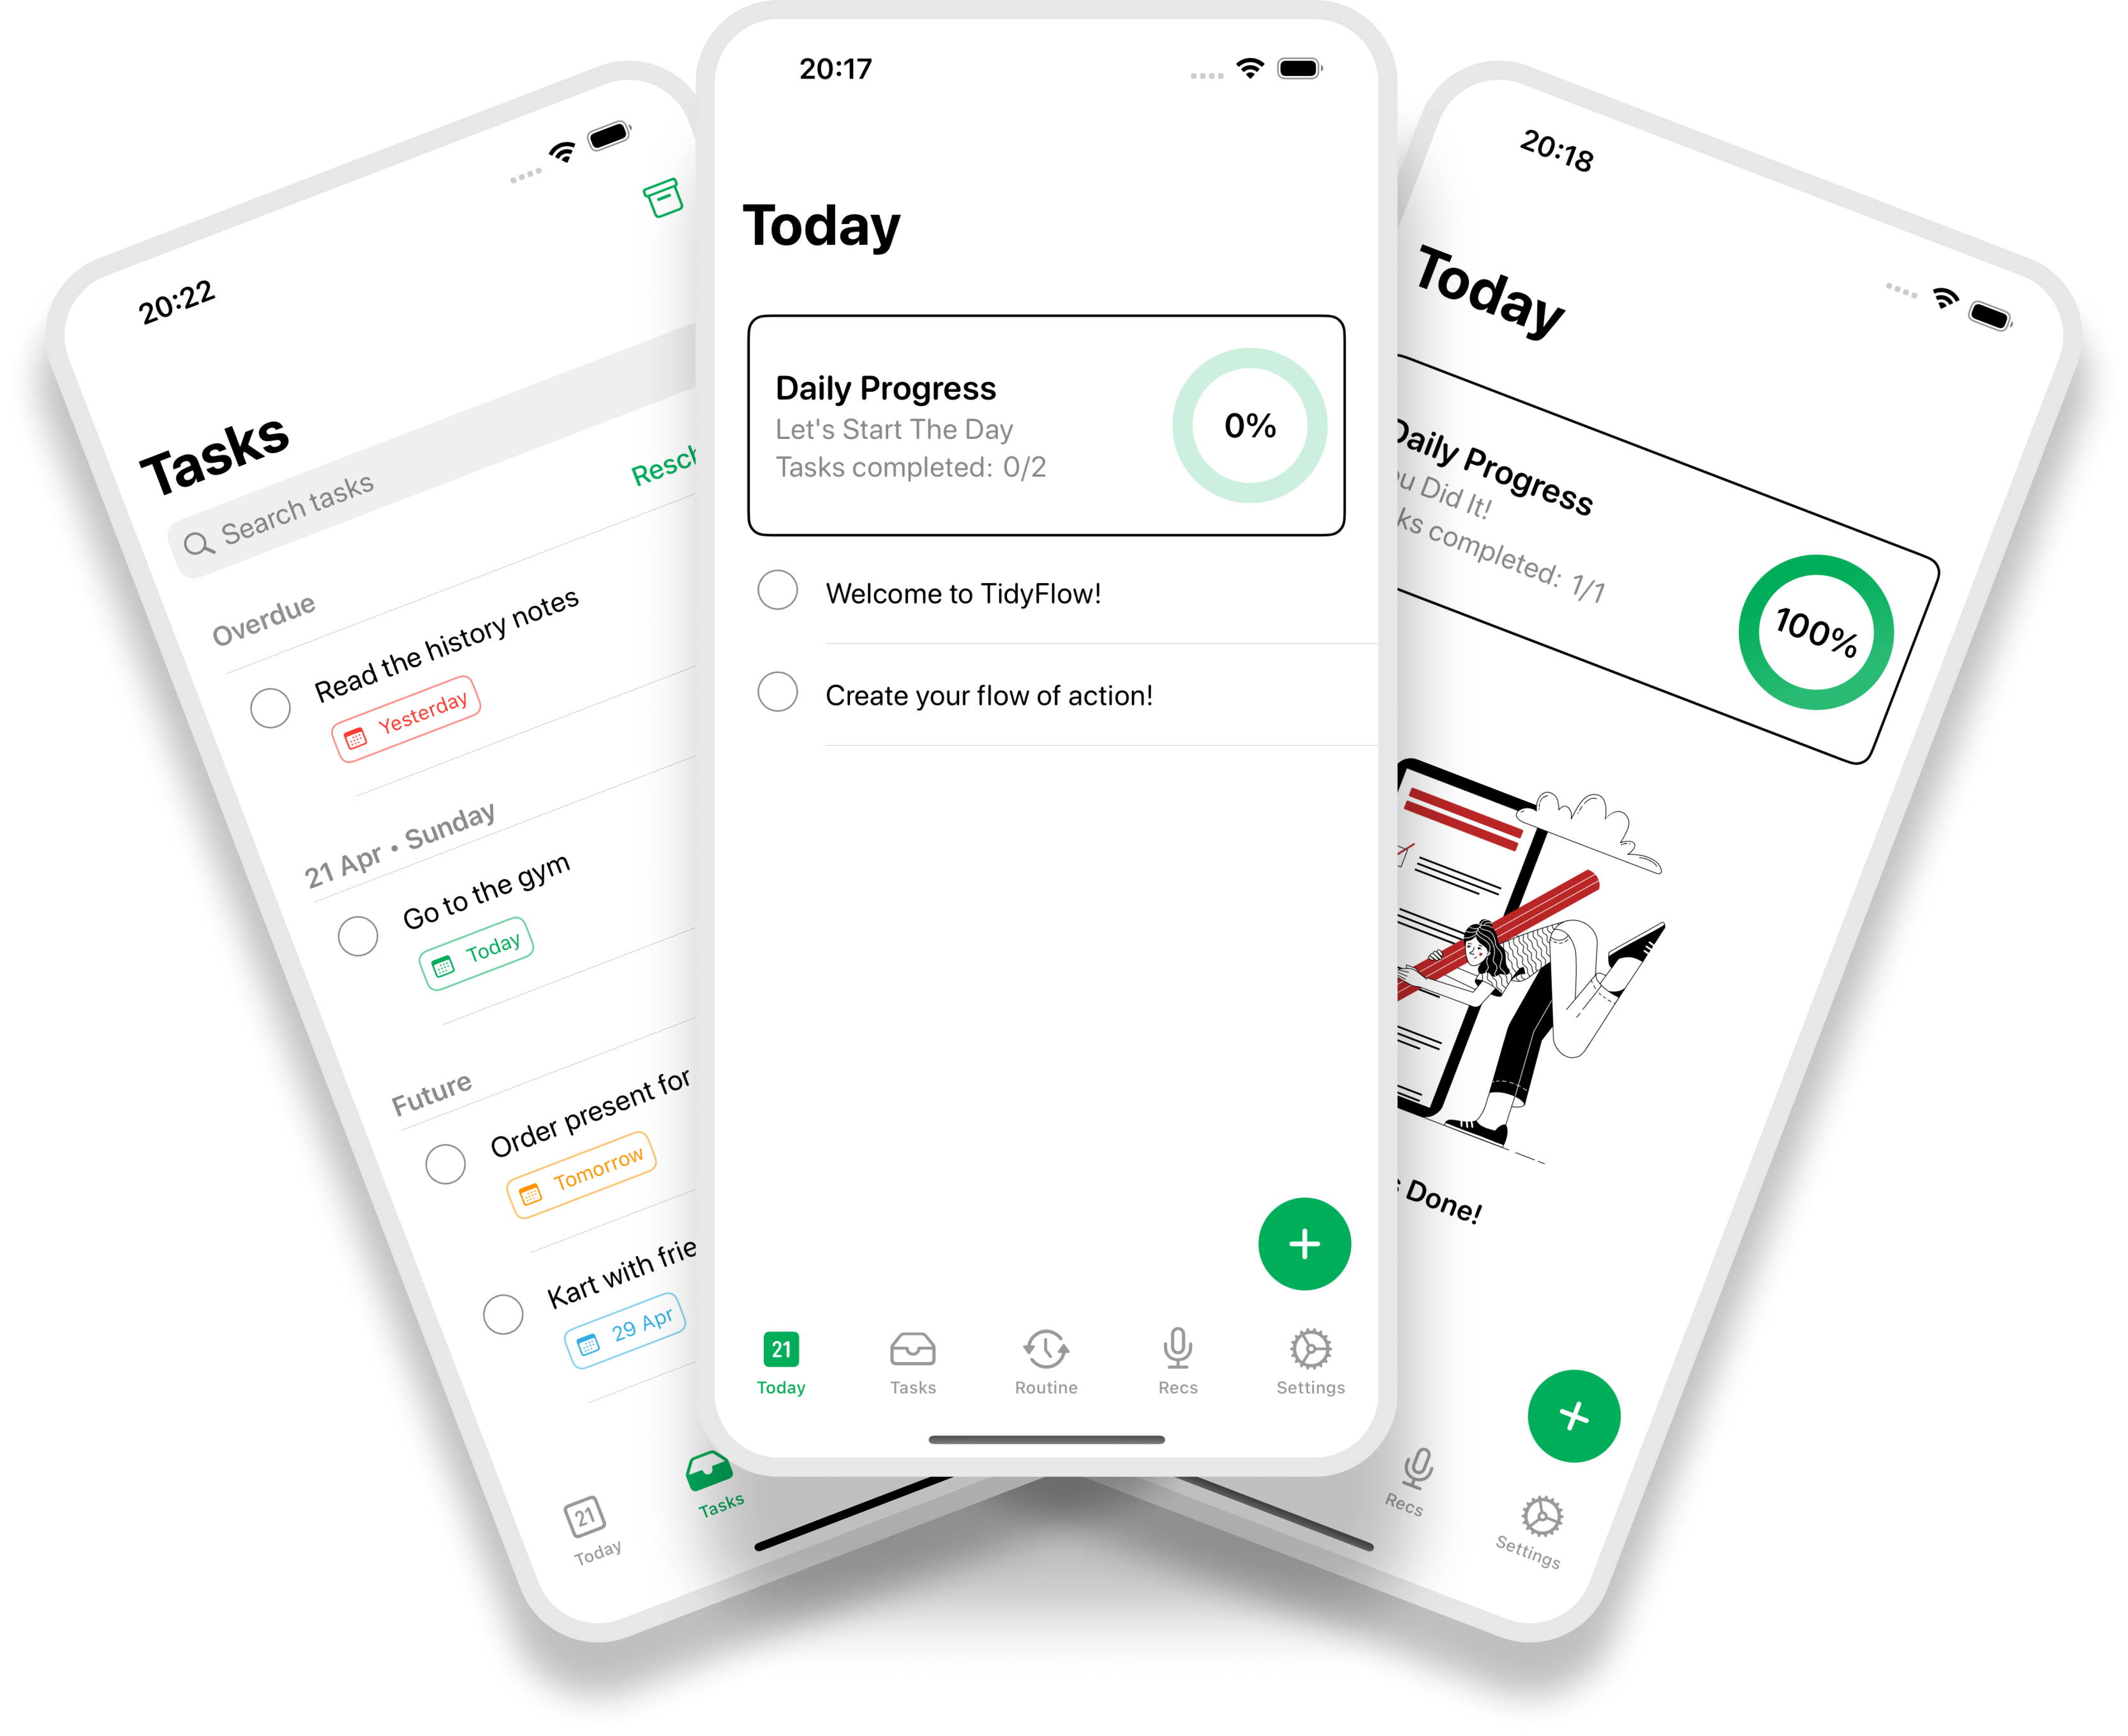 20:22
Tasks
Search tasks
Overdue
Read the history notes
Yesterday
21 Apr • Sunday
Go to the gym
Today
Future
Order present for
Tomorrow
Kart with
29 Apr
21
Today
Tasks
20:17
Today
Daily Progress
Let's Start The Day
Tasks completed: 0/2
0%
Welcome to TidyFlow!
Create your flow of action!
21
Today
Tasks
Routine
Recs
Settings
20:18
Today
Daily Progress
Did It!
completed: 1/1
100%
Done!
Recs
Settings